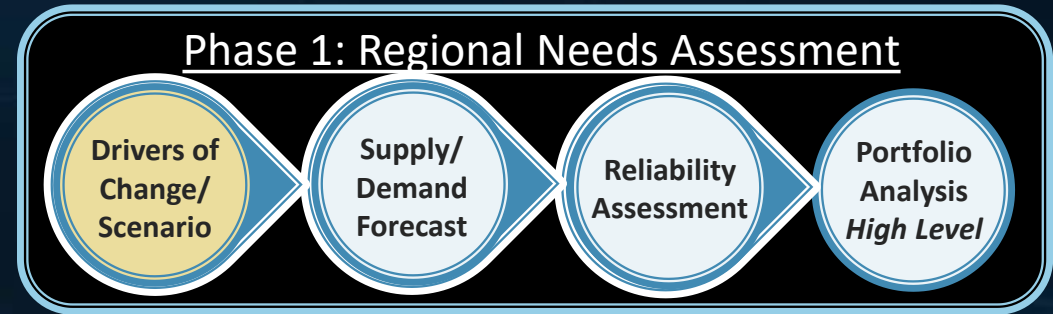 Phase 1: Regional Needs Assessment
Drivers of
Change/
Scenario
Supply/
Demand
Forecast
Reliability
Assessment
Portfolio
Analysis
High Level